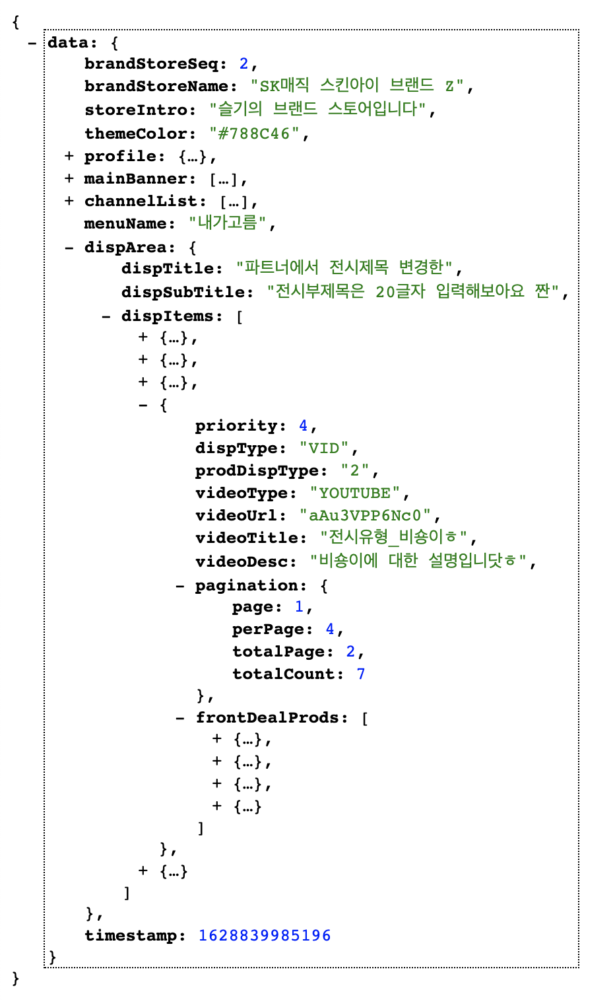 {
- data: {
brandStoreSeq: 2,
brandStoreName: "SK매직 스킨아이 브랜드 Z",
storeIntro: "슬기의 브랜드 스토어입니다",
themeColor: "#788C46",
+ profile: {…},
+ mainBanner: […],
+ channelList: […],
menuName: "내가고름",
- dispArea: {
dispTitle: "파트너에서 전시제목 변경한",
dispSubTitle: "전시부제목은 20글자 입력해보아요 짠",
- dispItems: [
+ {…},
+ {…},
+ {…},
- {
priority: 4,
dispType: "VID",
prodDispType: "2",
videoType: "YOUTUBE",
videoUrl: "aAu3VPP6Nc0",
videoTitle: "전시유형_비숑이ㅎ",
videoDesc: "비숑이에 대한 설명입니닷ㅎ",
- pagination: {
page: 1,
perPage: 4,
totalPage: 2,
totalCount: 7
},
- frontDealProds: [
+ {…},
+ {…},
+ {…},
+ {…}
]
},
+ {…}
]
},
timestamp: 1628839985196
}
}